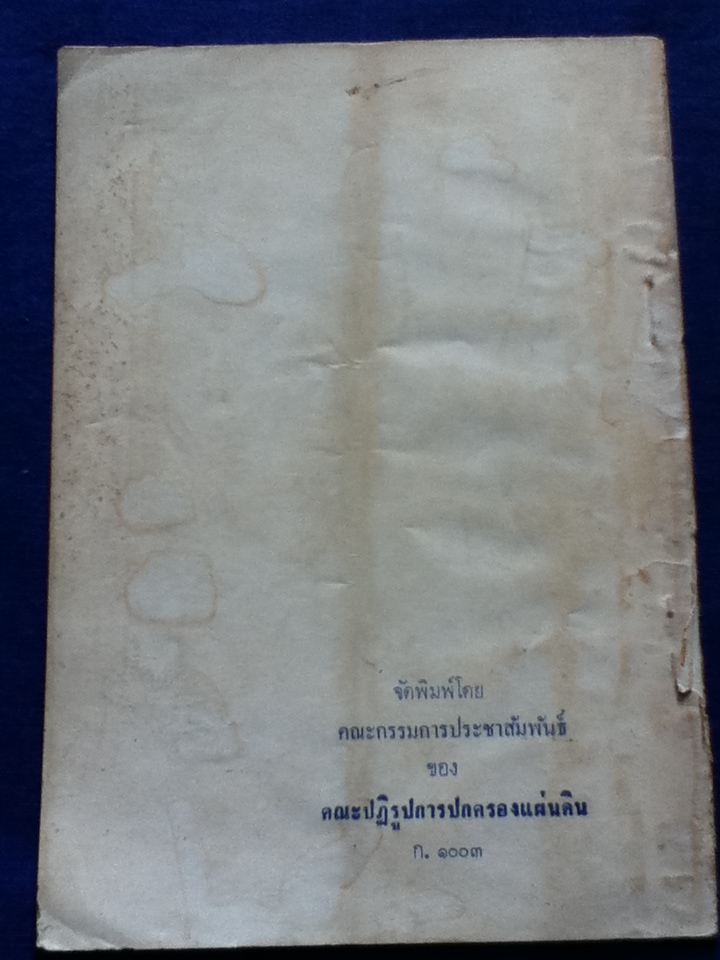 จัดพิมพ์โดย
คณะกรรมการประชาสัมพันธ์
ของ
คณะปฏิรูปการปกครองแผ่นดิน
ก. ๑๐๐๓